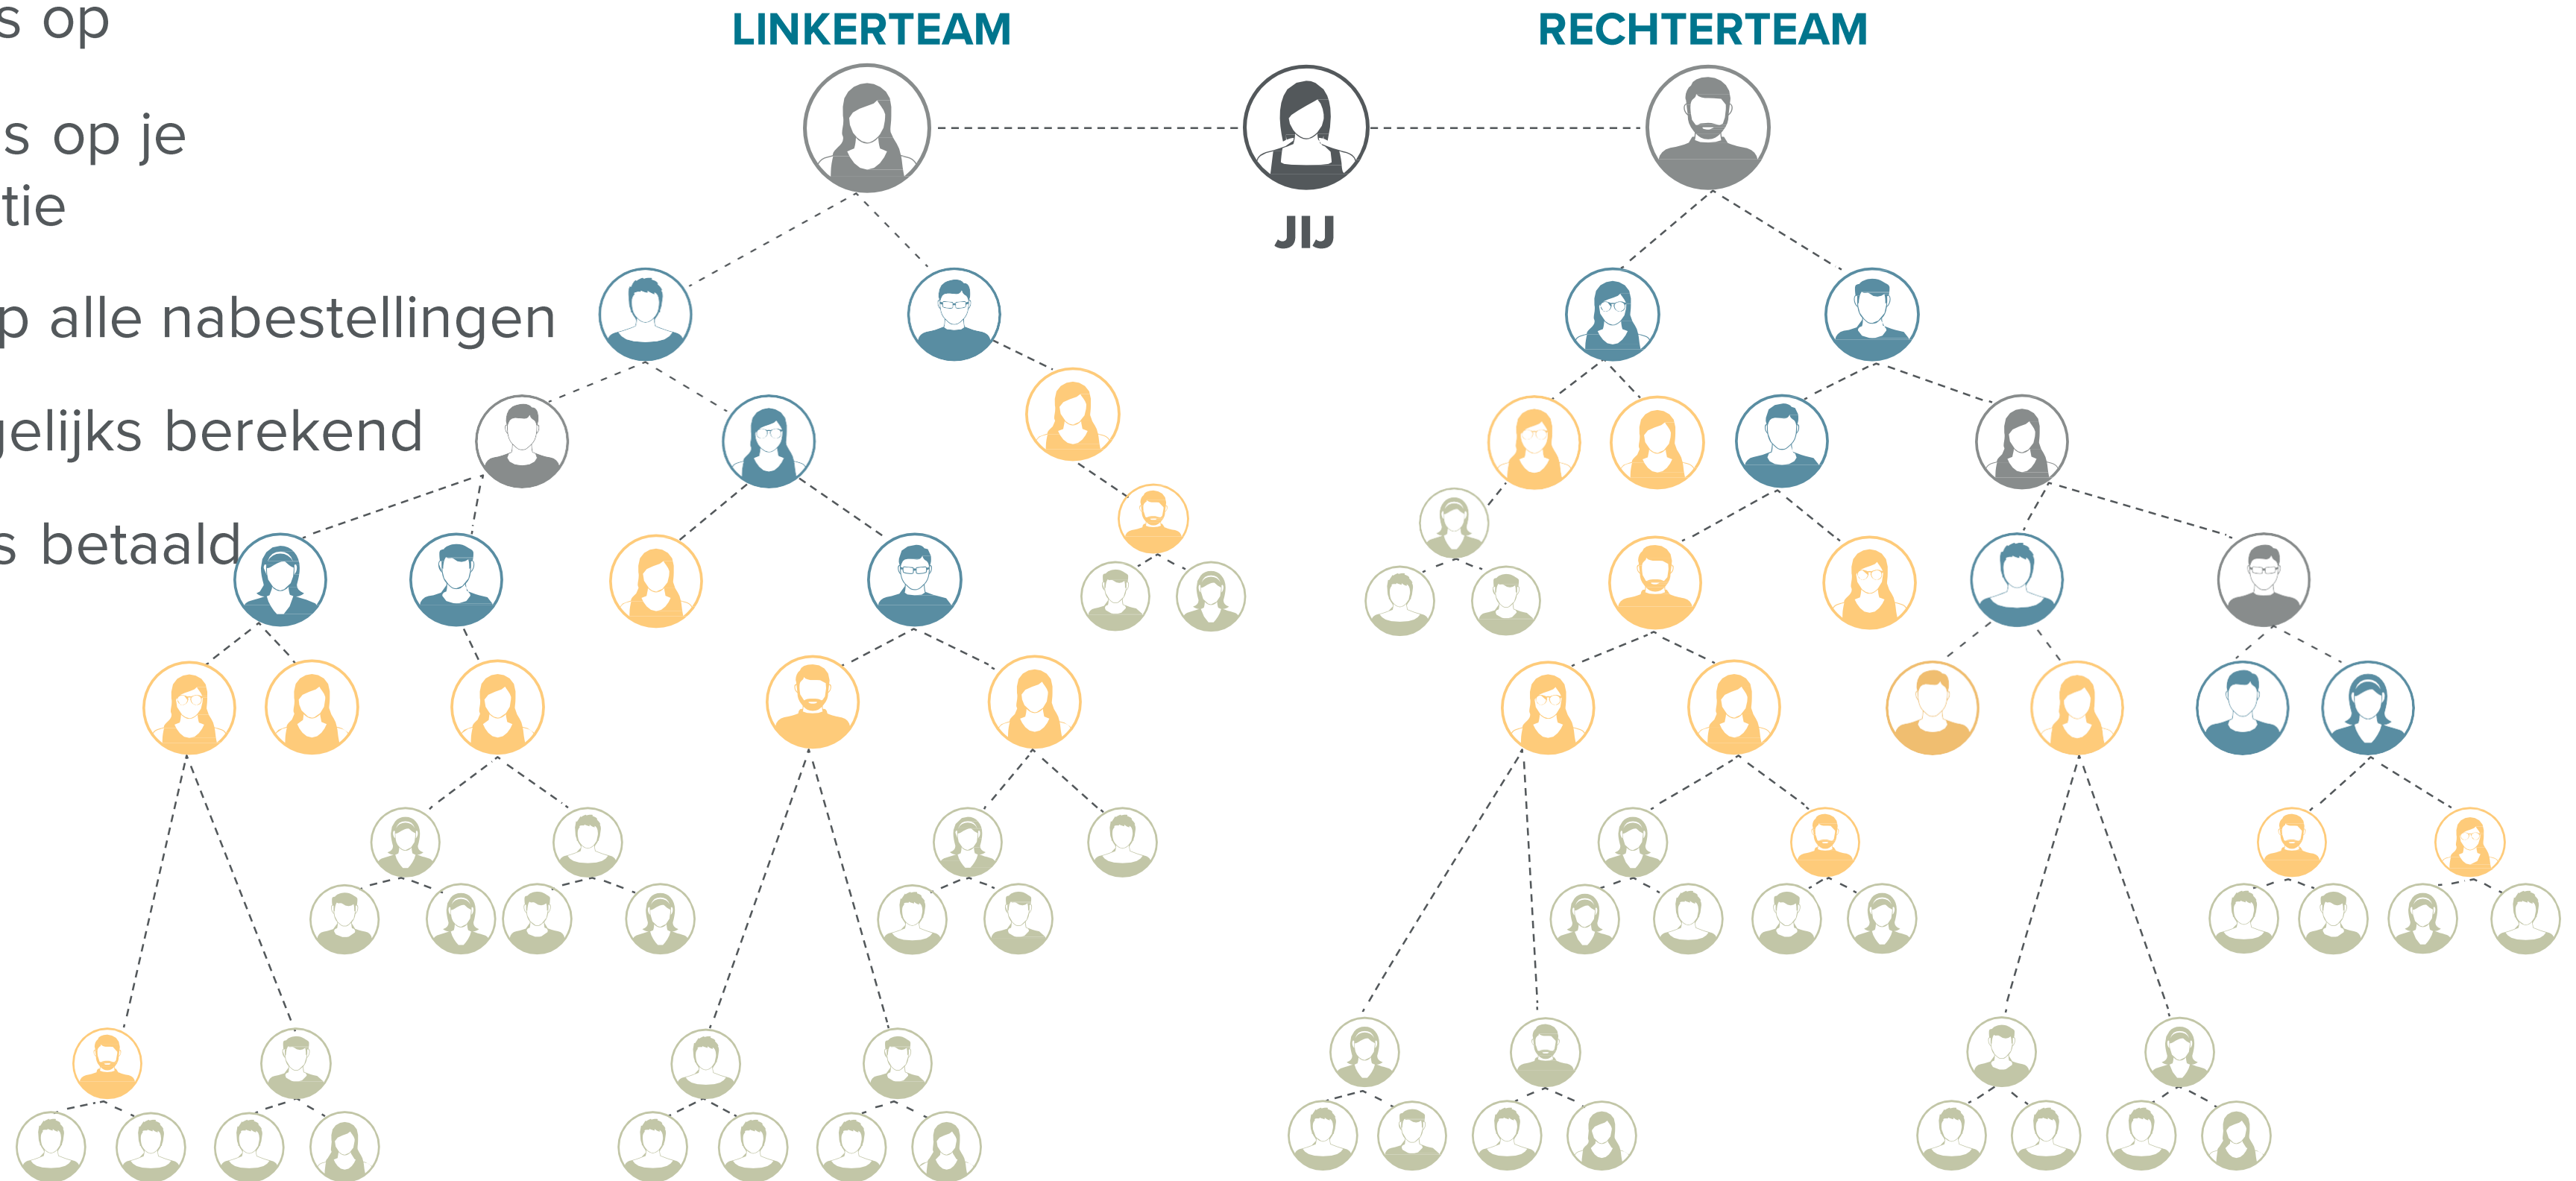 s op
LINKERTEAM
RECHTERTEAM
s op je
tie
JIJ
p alle nabestellingen
gelijks berekend
s betaald